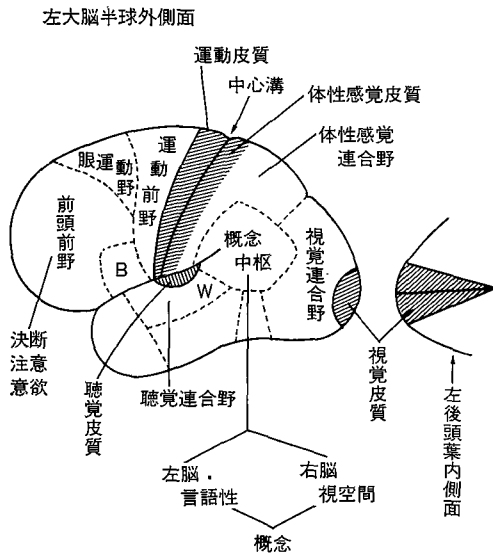 左大脳半球外側面
運動皮質
中心溝
体性感覚皮質
体性感覚
連合野
運動前野
眼運動野
前頭前野
概念
中枢
視覚連合野
B
W
決断
注意
意欲
聴覚皮質
聴覚連合野
視覚皮質
左後頭葉内側面
左脳・
言語性
右脳
視空間
概念